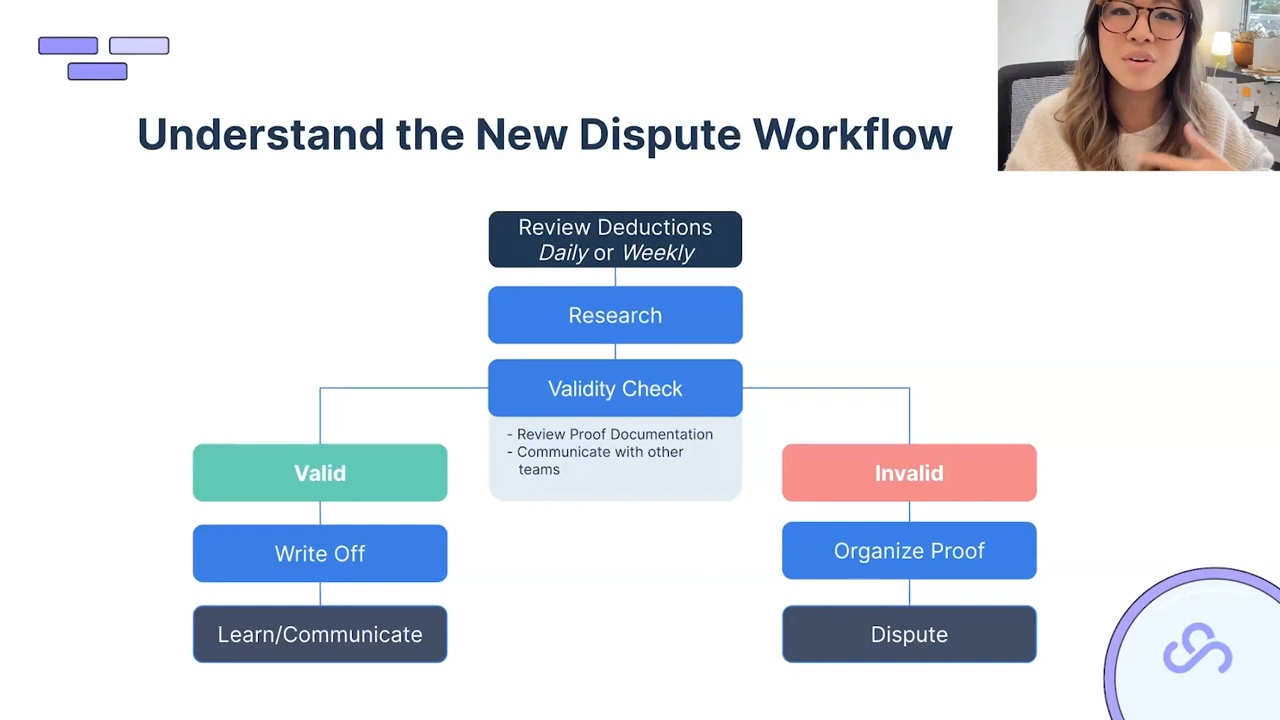 Understand the New Dispute Workflow
Review Deductions
Daily or Weekly
Research
Validity Check
- Review Proof Documentation
- Communicate with other
teams
Valid
Invalid
Write Off
Organize Proof
Learn/Communicate
Dispute